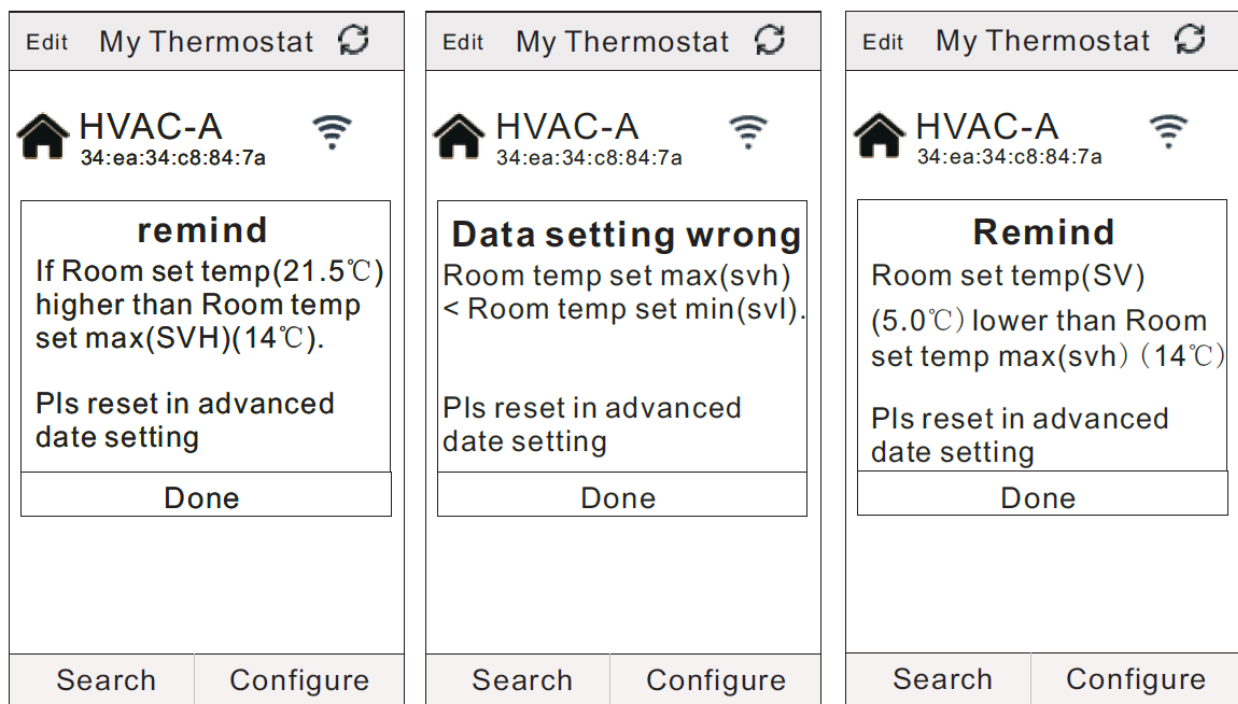 Edit My Thermostat
HVAC-A
34:ea:34:c8:84:7a
remind
If Room set temp(21.5℃)
higher than Room temp
set max(SVH)(14℃).
Pls reset in advanced
date setting
Done
Search Configure
Edit My Thermostat
HVAC-A
34:ea:34:c8:84:7a
Data setting wrong
Room temp set max(svh)
< Room temp set min(svl).
Pls reset in advanced
date setting
Done
Search Configure
Edit My Thermostat
HVAC-A
34:ea:34:c8:84:7a
Remind
Room set temp(SV)
(5.0℃)lower than Room
set temp max(svh)(14℃)
Pls reset in advanced
date setting
Done
Search Configure